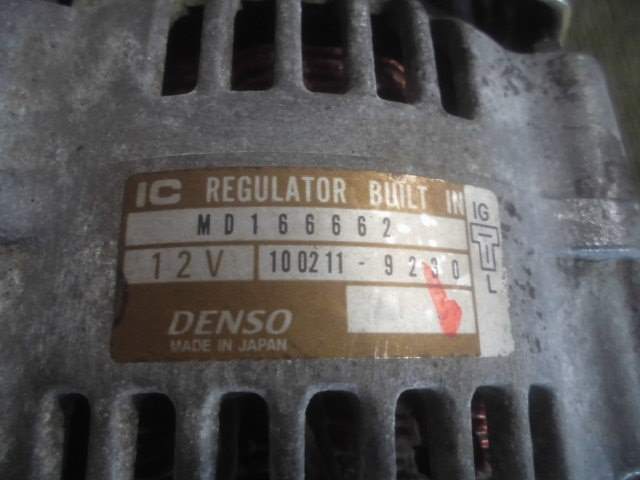 IC REGULATOR BUILT IN
MD166662
12V 100211-9230
DENSO
MADE IN JAPAN
IG
L